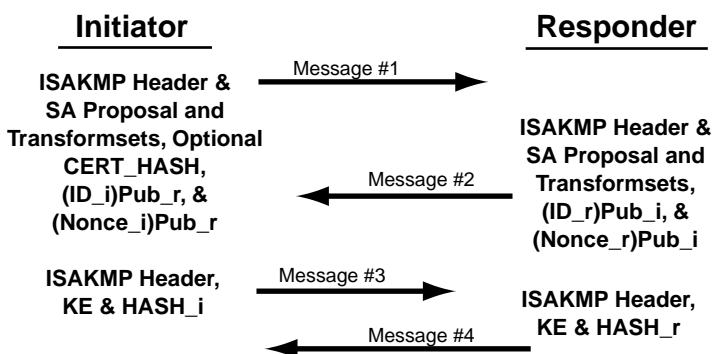 Initiator
Responder
Message #1
ISAKMP Header &
SA Proposal and
Transformsets, Optional
CERT_HASH,
(ID_i)Pub_r, &
(Nonce_i)Pub_r
ISAKMP Header &
SA Proposal and
Transformsets,
(ID_r)Pub_i, &
(Nonce_r)Pub_i
Message #2
ISAKMP Header,
KE & HASH_i
Message #3
ISAKMP Header,
KE & HASH_r
Message #4